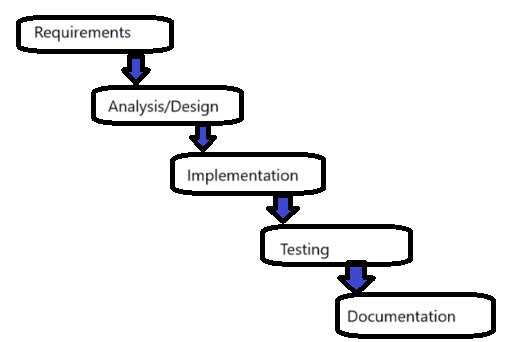 Requirements
Analysis/Design
Implementation
Testing
Documentation